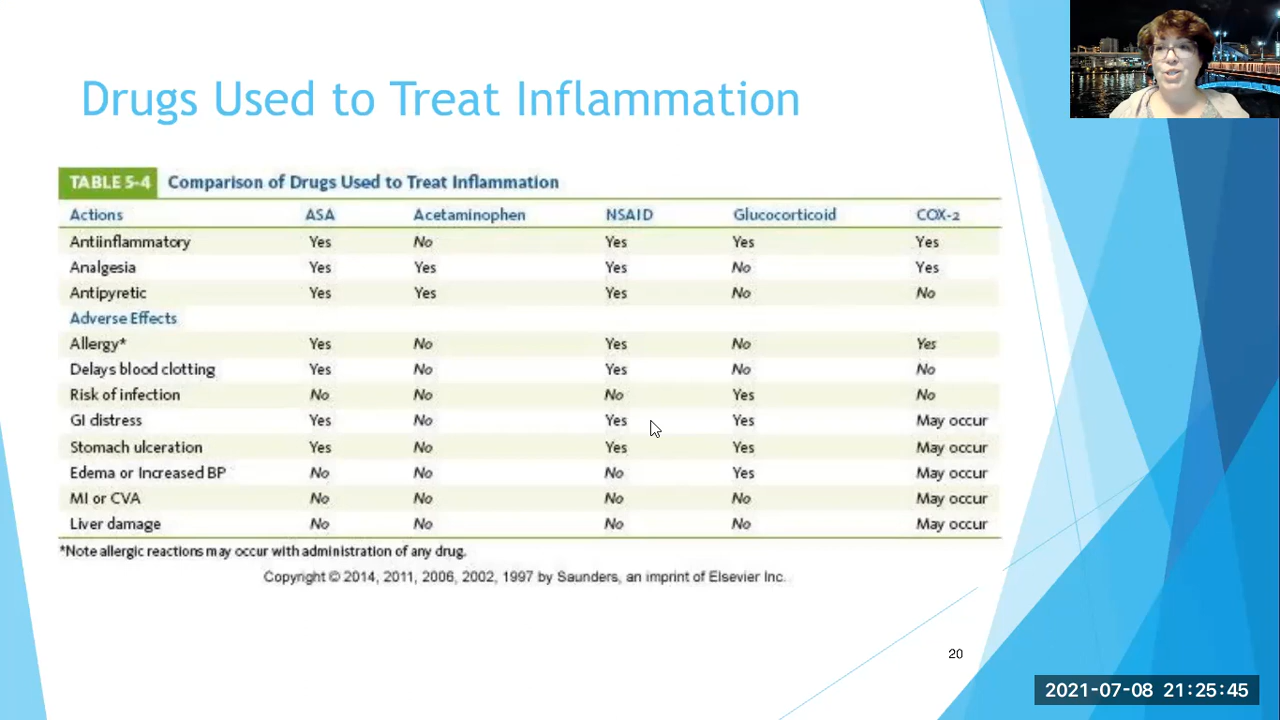 Drugs Used to Treat Inflammation
TABLE 5-4 Comparison of Drugs Used to Treat Inflammation
Actions ASA Acetaminophen NSAID Glucocorticoid COX-2
Antiinflammatory Yes No Yes Yes Yes
Analgesia Yes Yes Yes No Yes
Antipyretic Yes Yes Yes No No
Adverse Effects
Allergy* Yes No Yes No Yes
Delays blood clotting Yes No Yes No No
Risk of infection No No No Yes No
GI distress Yes No Yes Yes May occur
Stomach ulceration Yes No Yes Yes May occur
Edema or Increased BP No No No Yes May occur
MI or CVA No No No No May occur
Liver damage No No No No May occur
*Note allergic reactions may occur with administration of any drug.
Copyright © 2014, 2011, 2006, 2002, 1997 by Saunders, an imprint of Elsevier Inc.
20
2021-07-08 21:25:45